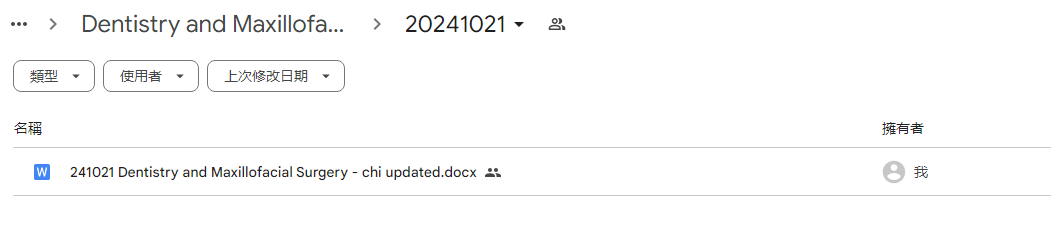 ... > Dentistry and Maxillofa... > 20241021
類型 使用者 上次修改日期
名稱 擁有者
W 241021 Dentistry and Maxillofacial Surgery - chi updated.docx 我